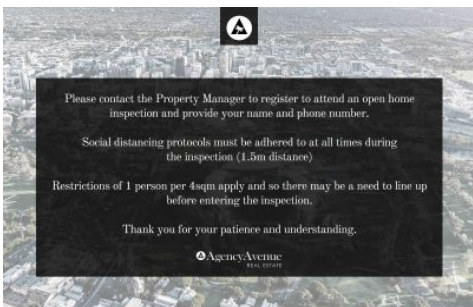 Please contact the Property Manager to register to attend an open home
inspection and provide your name and phone number.
Social distancing protocols must be adhered to at all times during
the inspection (1.5m distance)
Restrictions of 1 person per 4sqm apply and so there may be a need to line up
before entering the inspection.
Thank you for your patience and understanding.
AgencyAvenue
REAL ESTATE